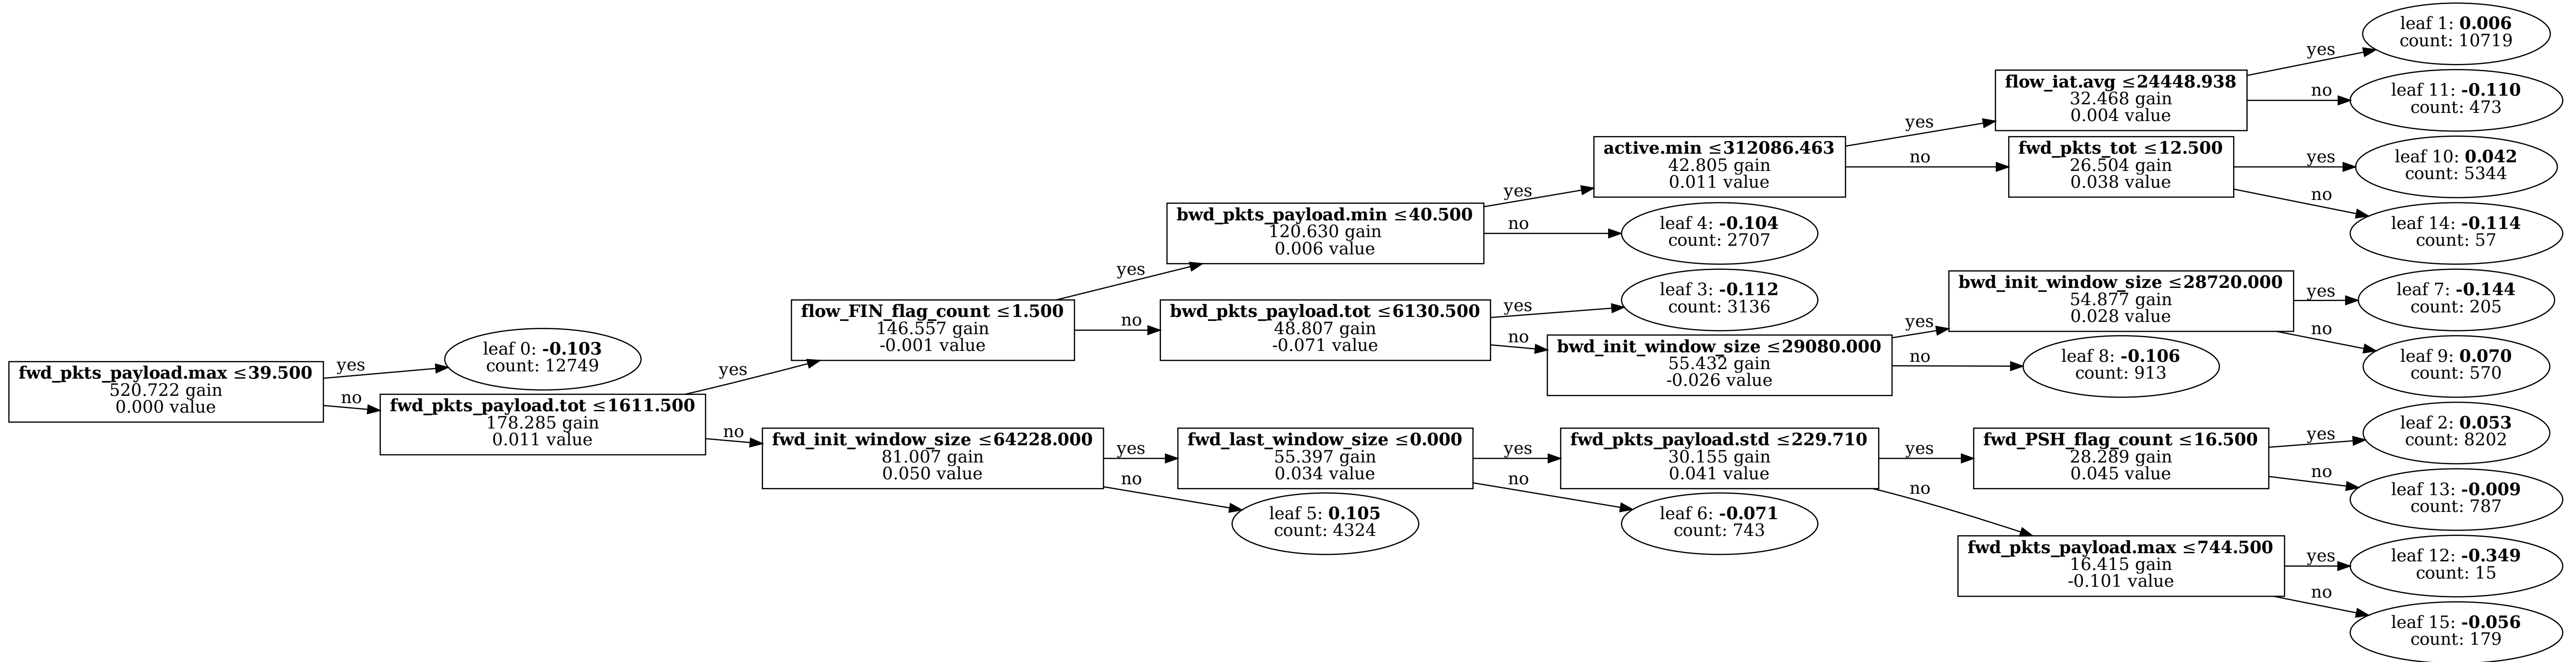 fwd_pkts_payload.max ≤39.500
520.722 gain
0.000 value
yes
no
leaf 0: -0.103
count: 12749
fwd_pkts_payload.tot ≤1611.500
178.285 gain
0.011 value
yes
no
flow_FIN_flag_count ≤1.500
146.557 gain
-0.001 value
yes
no
fwd_init_window_size ≤64228.000
81.007 gain
0.050 value
yes
no
bwd_pkts_payload.min ≤40.500
120.630 gain
0.006 value
yes
no
bwd_pkts_payload.tot ≤6130.500
48.807 gain
-0.071 value
yes
no
fwd_last_window_size ≤0.000
55.397 gain
0.034 value
yes
no
leaf 5: 0.105
count: 4324
active.min ≤312086.463
42.805 gain
0.011 value
yes
no
leaf 4: -0.104
count: 2707
leaf 3: -0.112
count: 3136
bwd_init_window_size ≤29080.000
55.432 gain
-0.026 value
yes
no
fwd_pkts_payload.std ≤229.710
30.155 gain
0.041 value
yes
no
leaf 6: -0.071
count: 743
flow_iat.avg ≤24448.938
32.468 gain
0.004 value
yes
no
fwd_pkts_tot ≤12.500
26.504 gain
0.038 value
yes
no
bwd_init_window_size ≤28720.000
54.877 gain
0.028 value
yes
no
leaf 8: -0.106
count: 913
fwd_PSH_flag_count ≤16.500
28.289 gain
0.045 value
yes
no
fwd_pkts_payload.max ≤744.500
16.415 gain
-0.101 value
yes
no
leaf 1: 0.006
count: 10719
leaf 11: -0.110
count: 473
leaf 10: 0.042
count: 5344
leaf 14: -0.114
count: 57
leaf 7: -0.144
count: 205
leaf 9: 0.070
count: 570
leaf 2: 0.053
count: 8202
leaf 13: -0.009
count: 787
leaf 12: -0.349
count: 15
leaf 15: -0.056
count: 179